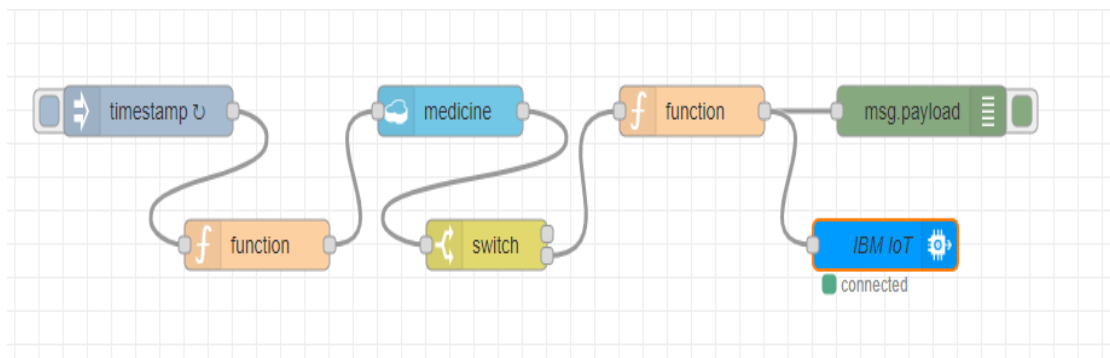 timestamp ↻
medicine
function
msg.payload
function
switch
IBM IoT
connected